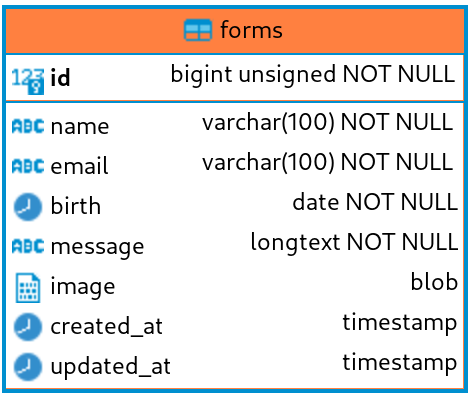 forms
123 id bigint unsigned NOT NULL
ABC name varchar(100) NOT NULL
ABC email varchar(100) NOT NULL
birth date NOT NULL
ABC message longtext NOT NULL
image blob
created_at timestamp
updated_at timestamp